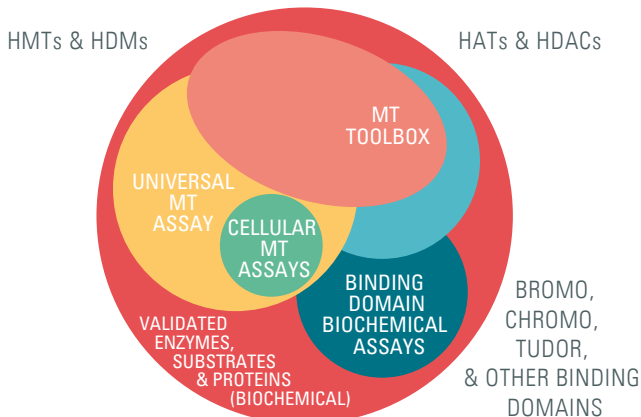 HMTs & HDMs
HATs & HDACs
MT
TOOLBOX
UNIVERSAL
MT
ASSAY
CELLULAR
MT
ASSAYS
BINDING
DOMAIN
BIOCHEMICAL
ASSAYS
VALIDATED
ENZYMES,
SUBSTRATES
& PROTEINS
(BIOCHEMICAL)
BROMO,
CHROMO,
TUDOR,
& OTHER BINDING
DOMAINS